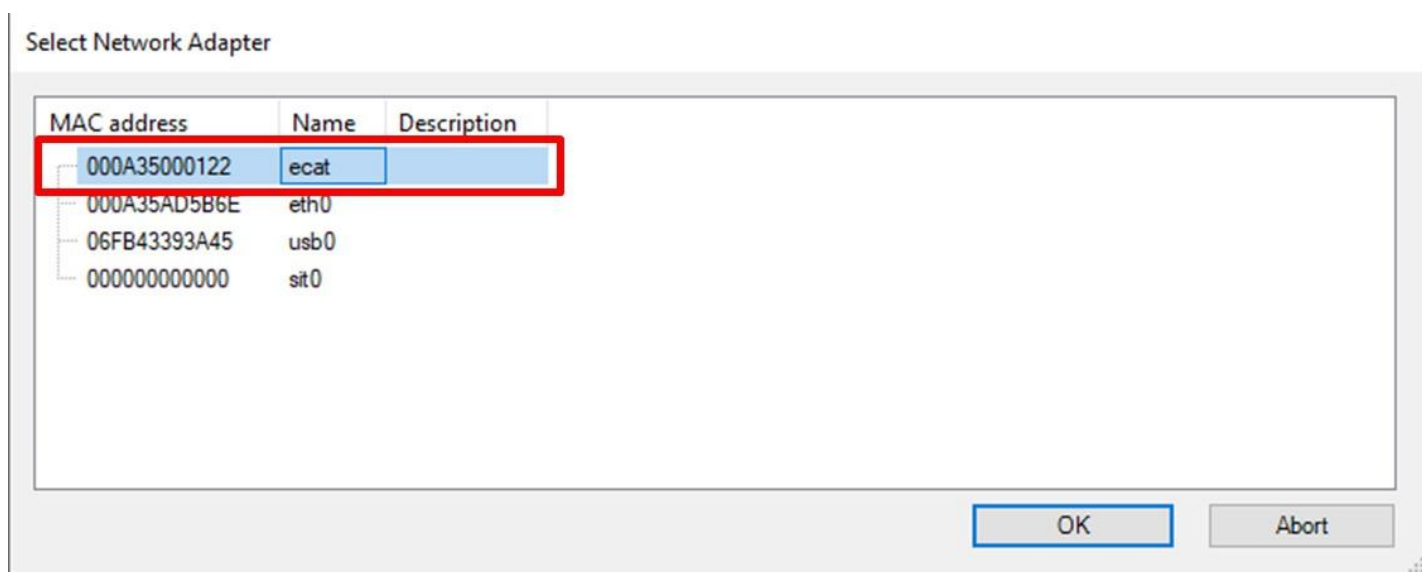 Select Network Adapter
MAC address Name Description
000A35000122 ecat
000A35AD5B6E eth0
06FB43393A45 usb0
000000000000 sit0
OK Abort